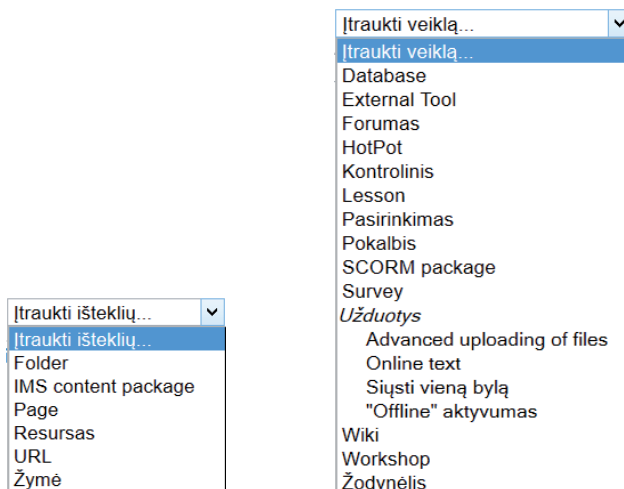 Įtraukti išteklių...
Įtraukti išteklių...
Folder
IMS content package
Page
Resursas
URL
Žymė
Įtraukti veiklą...
Įtraukti veiklą...
Database
External Tool
Forumas
HotPot
Kontrolinis
Lesson
Pasirinkimas
Pokalbis
SCORM package
Survey
Užduotys
Advanced uploading of files
Online text
Siųsti vieną bylą
"Offline" aktyvumas
Wiki
Workshop
Žodynėlis